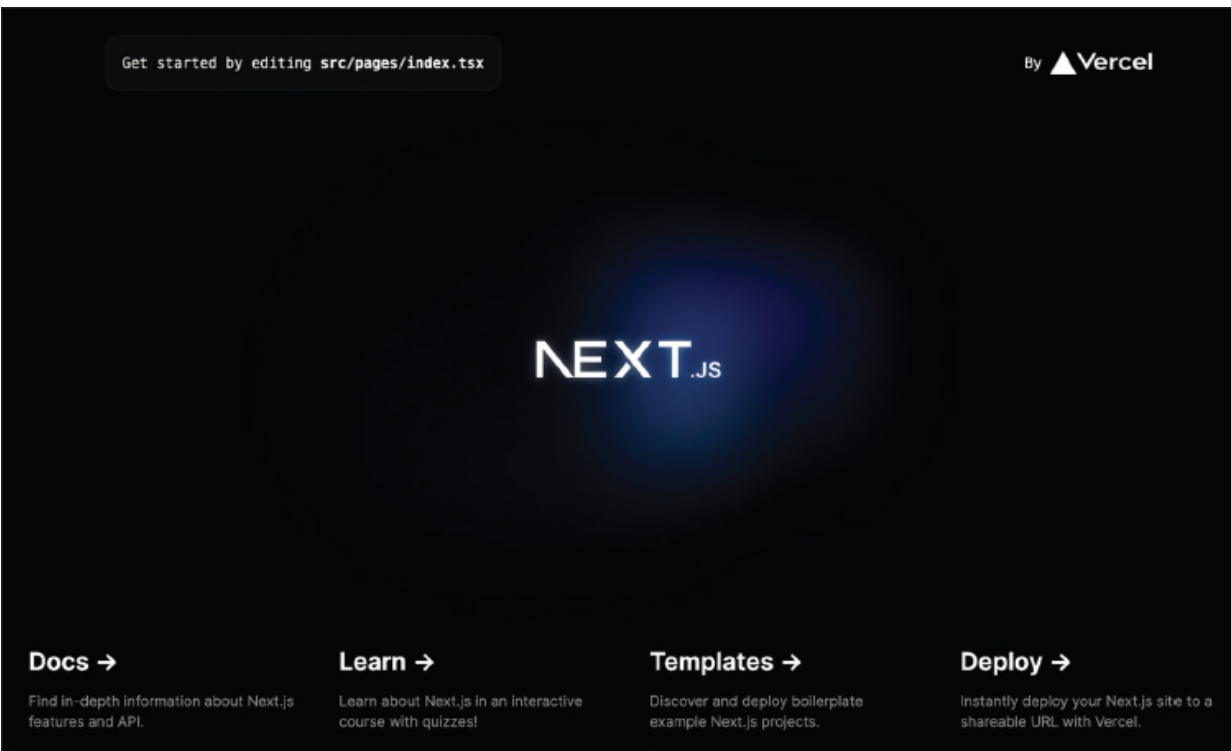 Get started by editing src/pages/index.tsx
By Vercel
NEXT.JS
Docs →
Find in-depth information about Next.js
features and API.
Learn →
Learn about Next.js in an interactive
course with quizzes!
Templates →
Discover and deploy boilerplate
example Next.js projects.
Deploy →
Instantly deploy your Next.js site to a
shareable URL with Vercel.